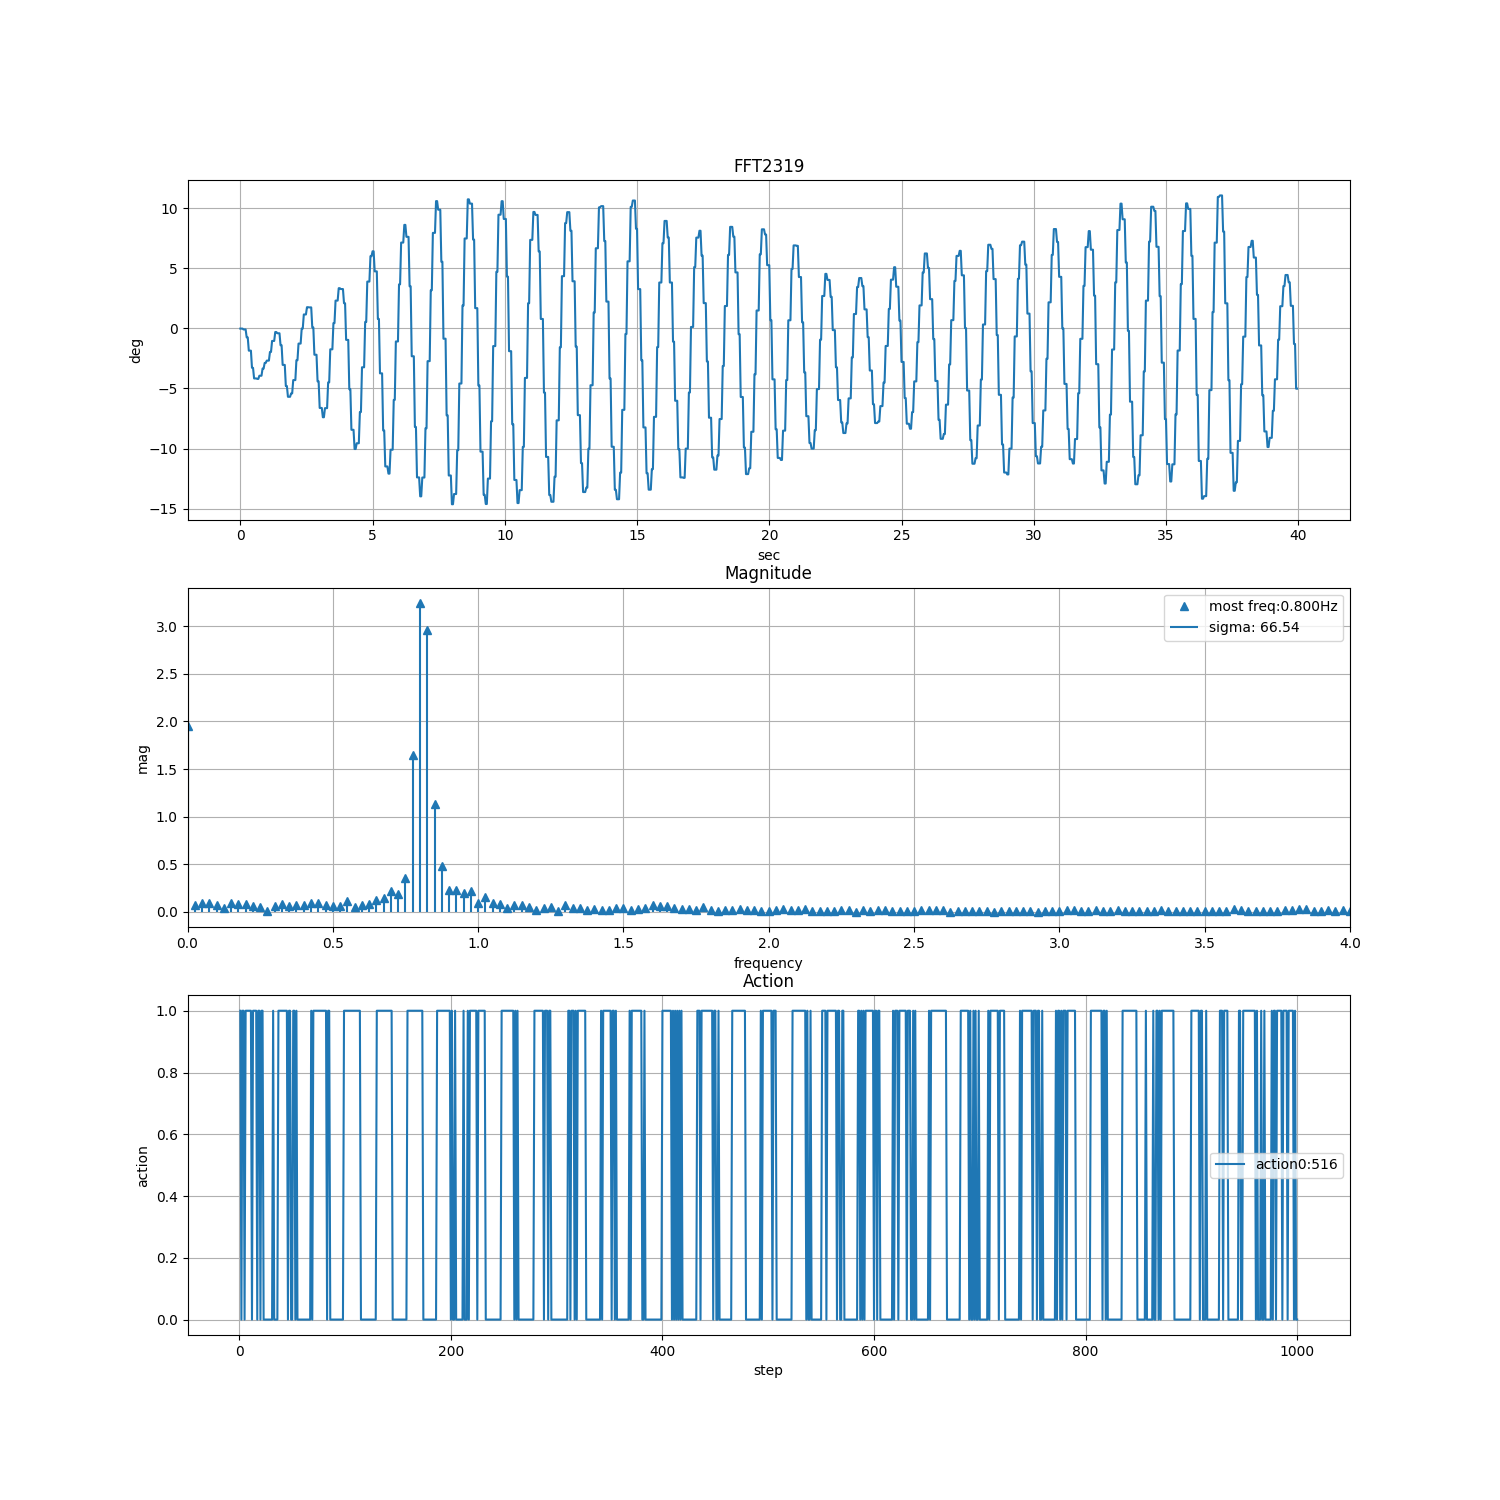 FFT2319
10
5
0
−5
−10
−15
deg
0 5 10 15 20 25 30 35 40
sec
Magnitude
most freq:0.800Hz
sigma: 66.54
3.0
2.5
2.0
1.5
1.0
0.5
0.0
mag
0.0 0.5 1.0 1.5 2.0 2.5 3.0 3.5 4.0
frequency
Action
1.0
0.8
0.6
0.4
0.2
0.0
action
action0:516
0 200 400 600 800 1000
step